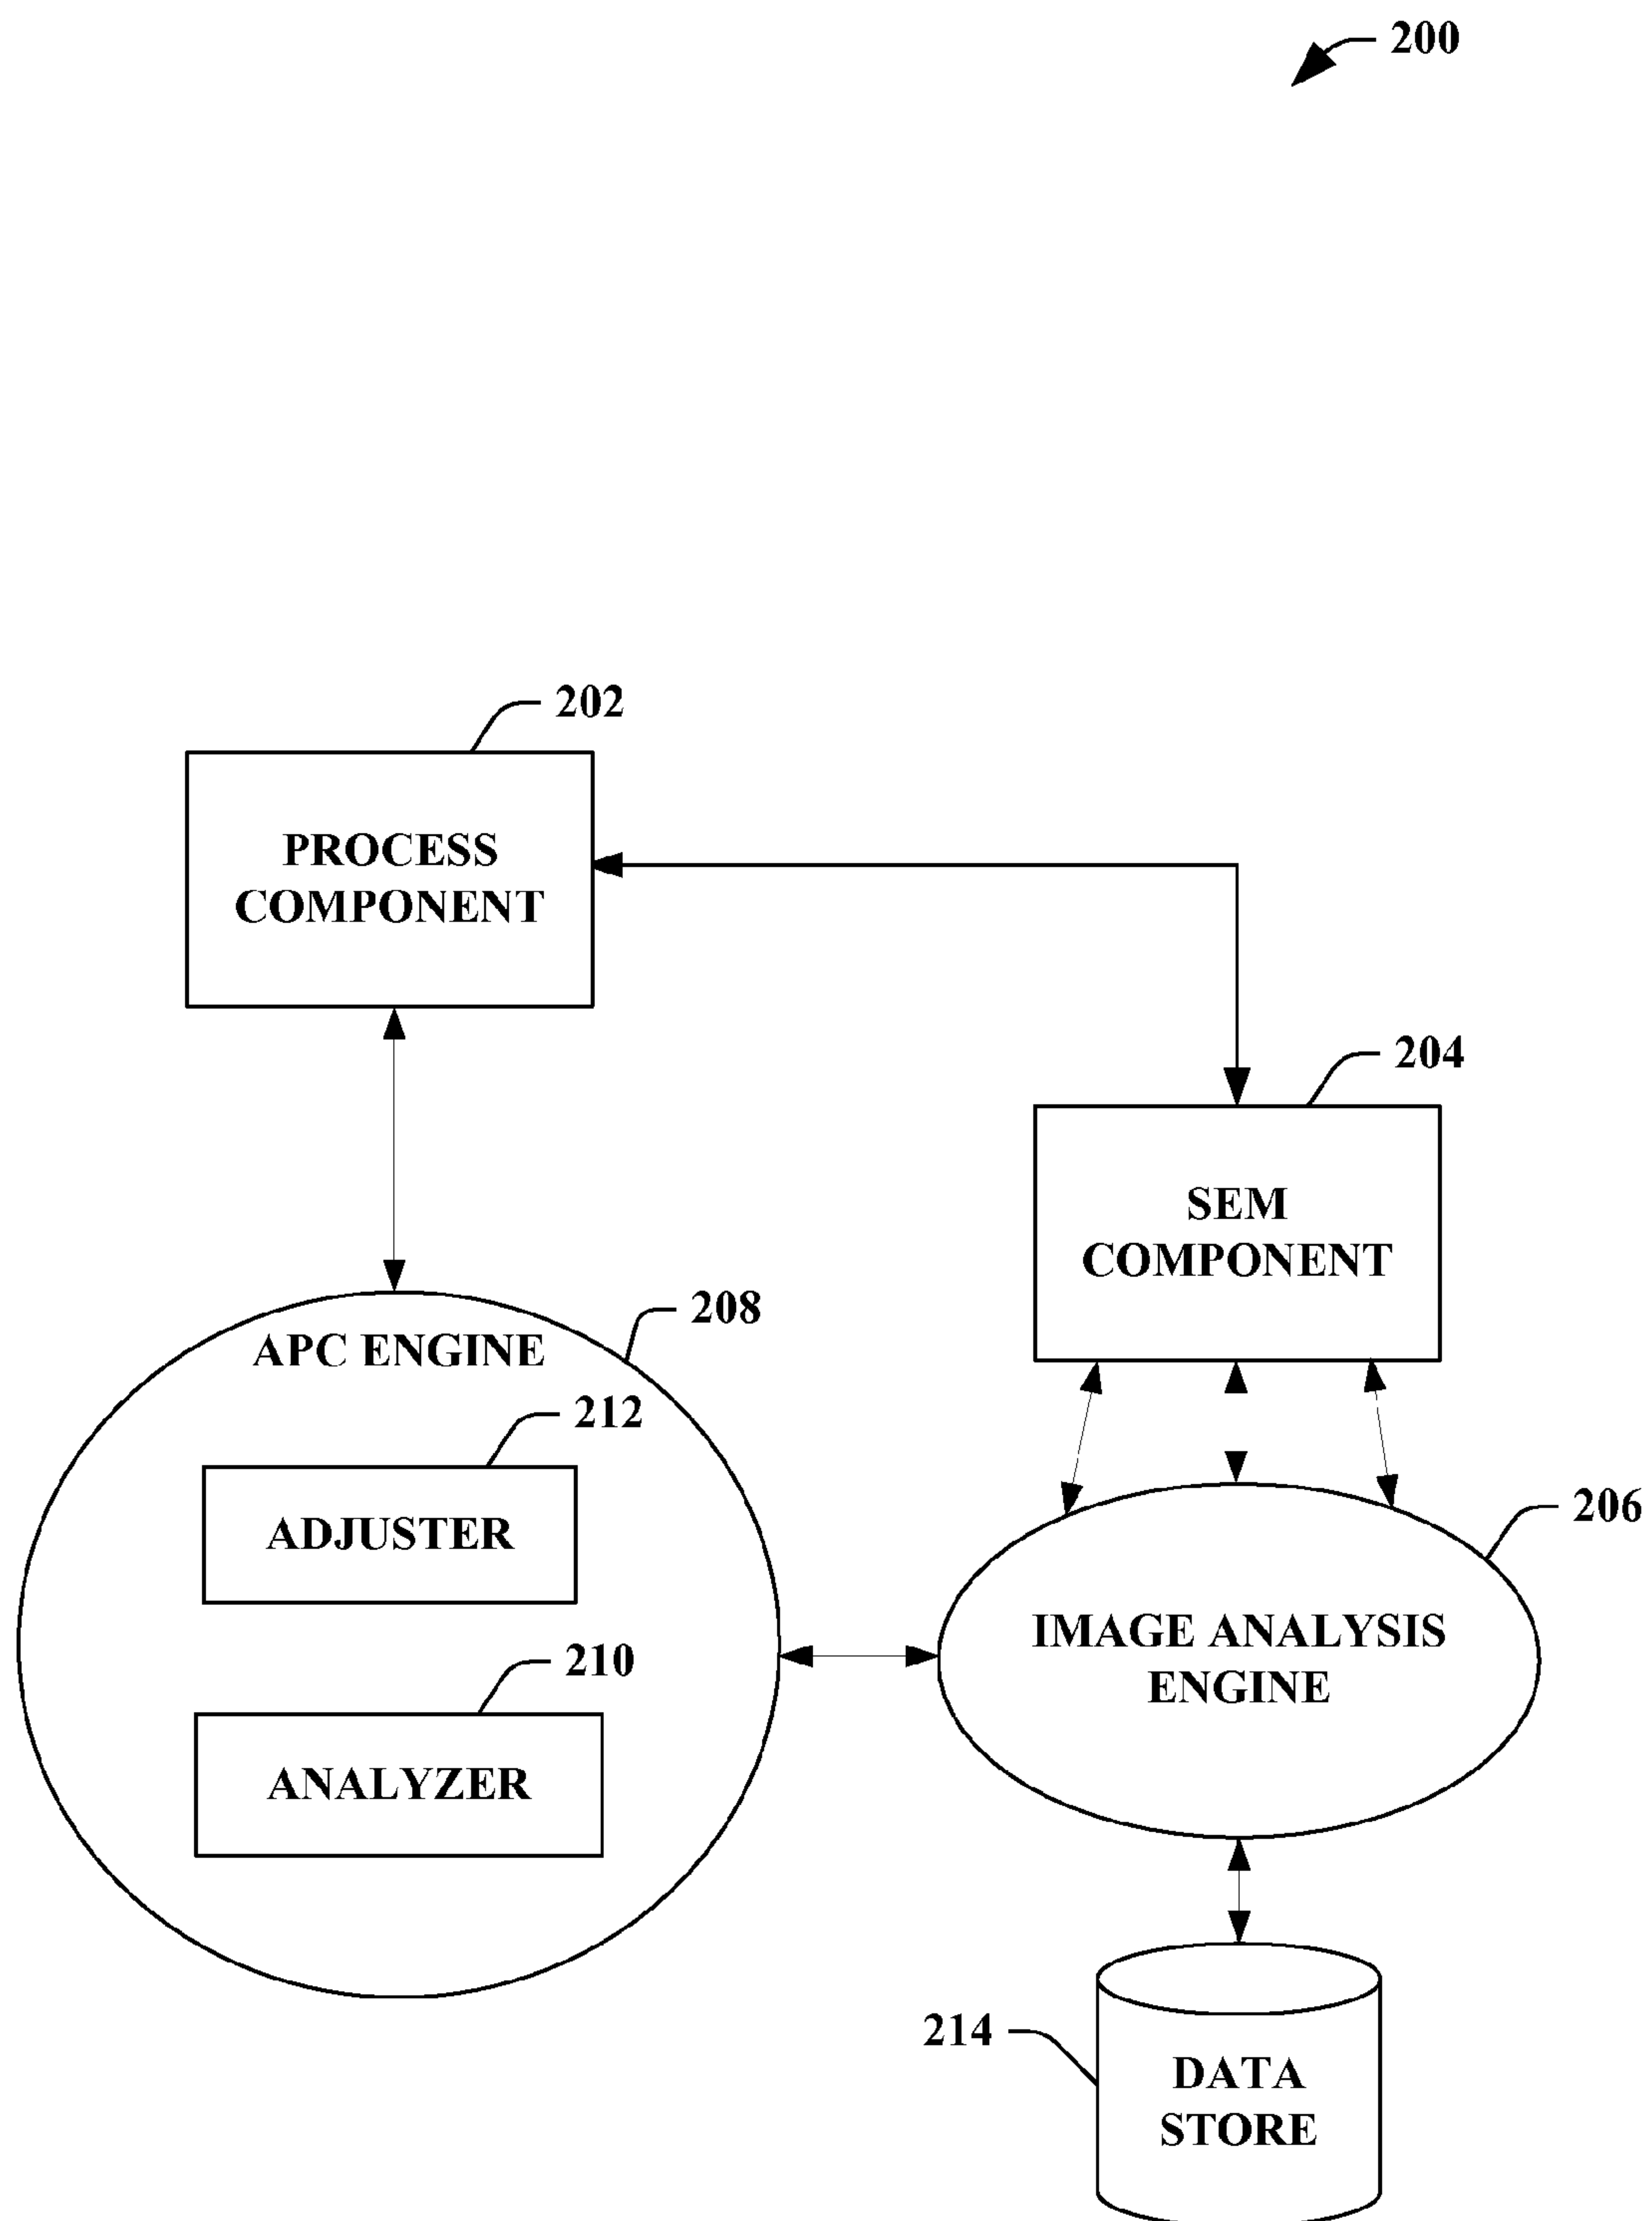 200
202
PROCESS
COMPONENT
204
SEM
COMPONENT
208
APC ENGINE
212
ADJUSTER
206
IMAGE ANALYSIS
ENGINE
210
ANALYZER
214
DATA
STORE